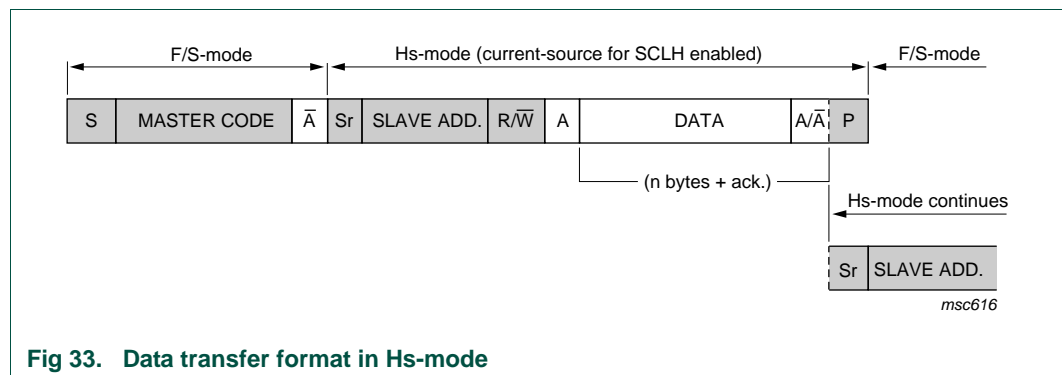 F/S-mode Hs-mode (current-source for SCLH enabled) F/S-mode
S MASTER CODE A̅ Sr SLAVE ADD. R/W̅ A DATA A/A̅ P
(n bytes + ack.)
Hs-mode continues
Sr SLAVE ADD.
msc616
Fig 33. Data transfer format in Hs-mode